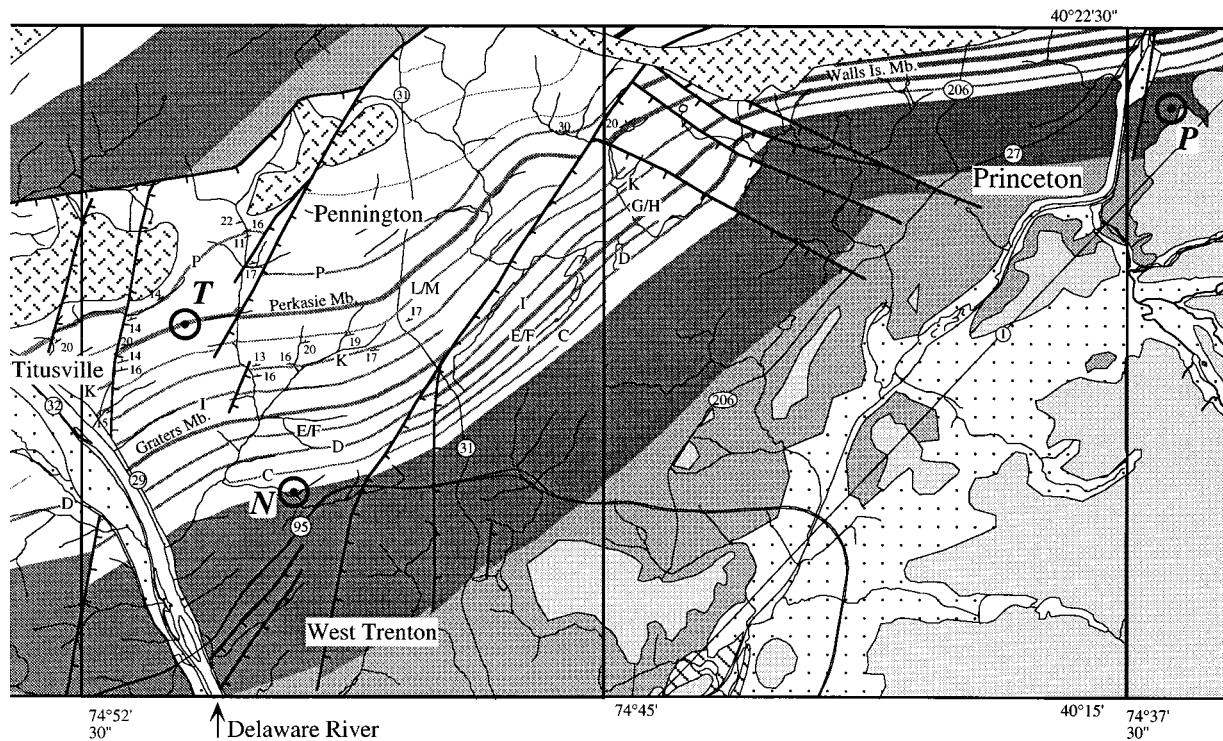 40°22'30"
Walls Is. Mb.
206
31
30
20
O
27
P
Princeton
K
G/H
22
16
11
Pennington
17
P
P
D
L/M
Perkasie Mb.
14
T
17
I
1
14
20
14
16
20
Titusville
13
16
20
19
17
16
K
E/F
C
K
32
I
15
Graters Mb.
E/F
206
D
31
29
C
N
D
95
West Trenton
74°52'
30"
74°45'
40°15'
74°37'
30"
Delaware River